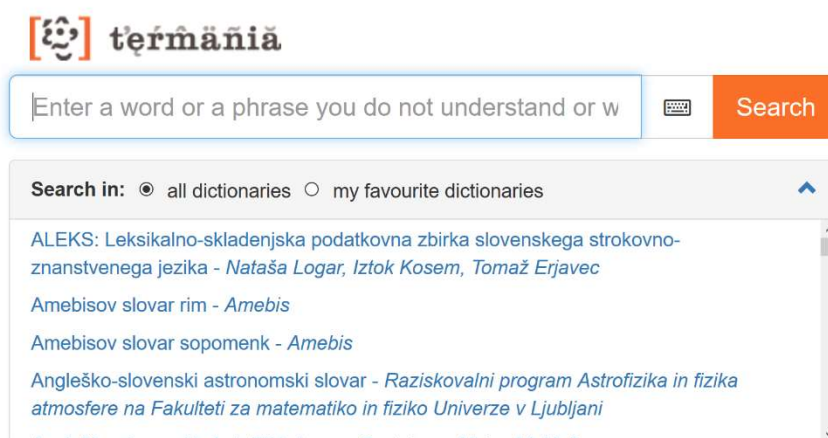 ťęŕm̂äñiă
Enter a word or a phrase you do not understand or w
Search
Search in: all dictionaries my favourite dictionaries
ALEKS: Leksikalno-skladenjska podatkovna zbirka slovenskega strokovno-
znanstvenega jezika - Nataša Logar, Iztok Kosem, Tomaž Erjavec
Amebisov slovar rim - Amebis
Amebisov slovar sopomenk - Amebis
Angleško-slovenski astronomski slovar - Raziskovalni program Astrofizika in fizika
atmosfere na Fakulteti za matematiko in fiziko Univerze v Ljubljani